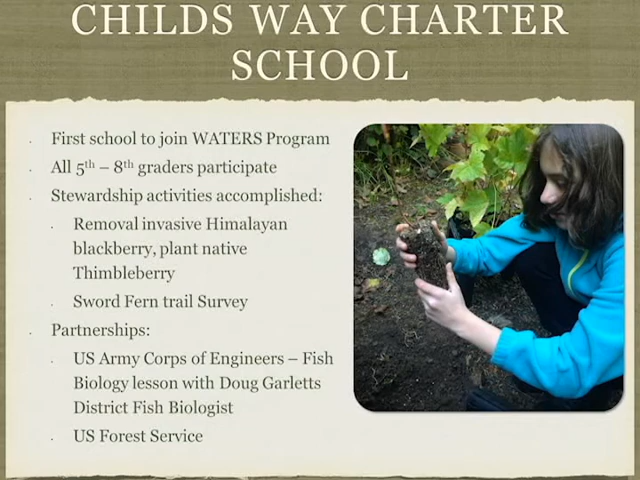 CHILDS WAY CHARTER
SCHOOL
· First school to join WATERS Program
· All 5th – 8th graders participate
· Stewardship activities accomplished:
· Removal invasive Himalayan
blackberry, plant native
Thimbleberry
· Sword Fern trail Survey
· Partnerships:
· US Army Corps of Engineers – Fish
Biology lesson with Doug Garletts
District Fish Biologist
· US Forest Service